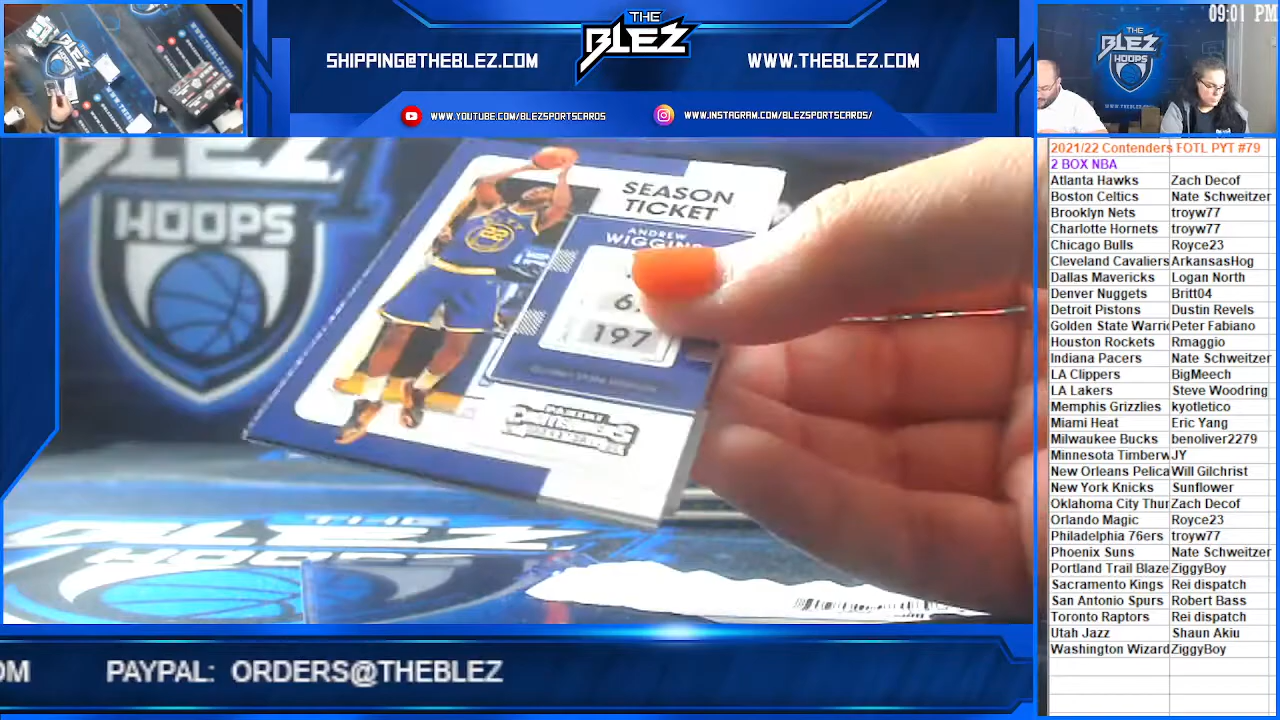 THE
BLEZ
SHIPPING@THEBLEZ.COM
WWW.THEBLEZ.COM
WWW.YOUTUBE.COM/BLEZSPORTSCARDS
WWW.INSTAGRAM.COM/BLEZSPORTSCARDS/
09:01 PM
THE
BLEZ
HOOPS
HOOPS
SEASON
TICKET
ANDREW
197
PANINI
CONTENDERS
THE
2021/22 Contenders FOTL PYT #79
2 BOX NBA
Atlanta Hawks Zach Decof
Boston Celtics Nate Schweitzer
Brooklyn Nets troyw77
Charlotte Hornets troyw77
Chicago Bulls Royce23
Cleveland Cavaliers ArkansasHog
Dallas Mavericks Logan North
Denver Nuggets Britt04
Detroit Pistons Dustin Revels
Golden State Warri Peter Fabiano
Houston Rockets Rmaggio
Indiana Pacers Nate Schweitzer
LA Clippers BigMeech
LA Lakers Steve Woodring
Memphis Grizzlies kyotletico
Miami Heat Eric Yang
Milwaukee Bucks benoliver2279
Minnesota Timberw JY
New Orleans Pelica Will Gilchrist
New York Knicks Sunflower
Oklahoma City Thur Zach Decof
Orlando Magic Royce23
Philadelphia 76ers troyw77
Phoenix Suns Nate Schweitzer
Portland Trail Blaze ZiggyBoy
Sacramento Kings Rei dispatch
San Antonio Spurs Robert Bass
Toronto Raptors Rei dispatch
Utah Jazz Shaun Akiu
Washington Wizard ZiggyBoy
OM PAYPAL: ORDERS@THEBLEZ